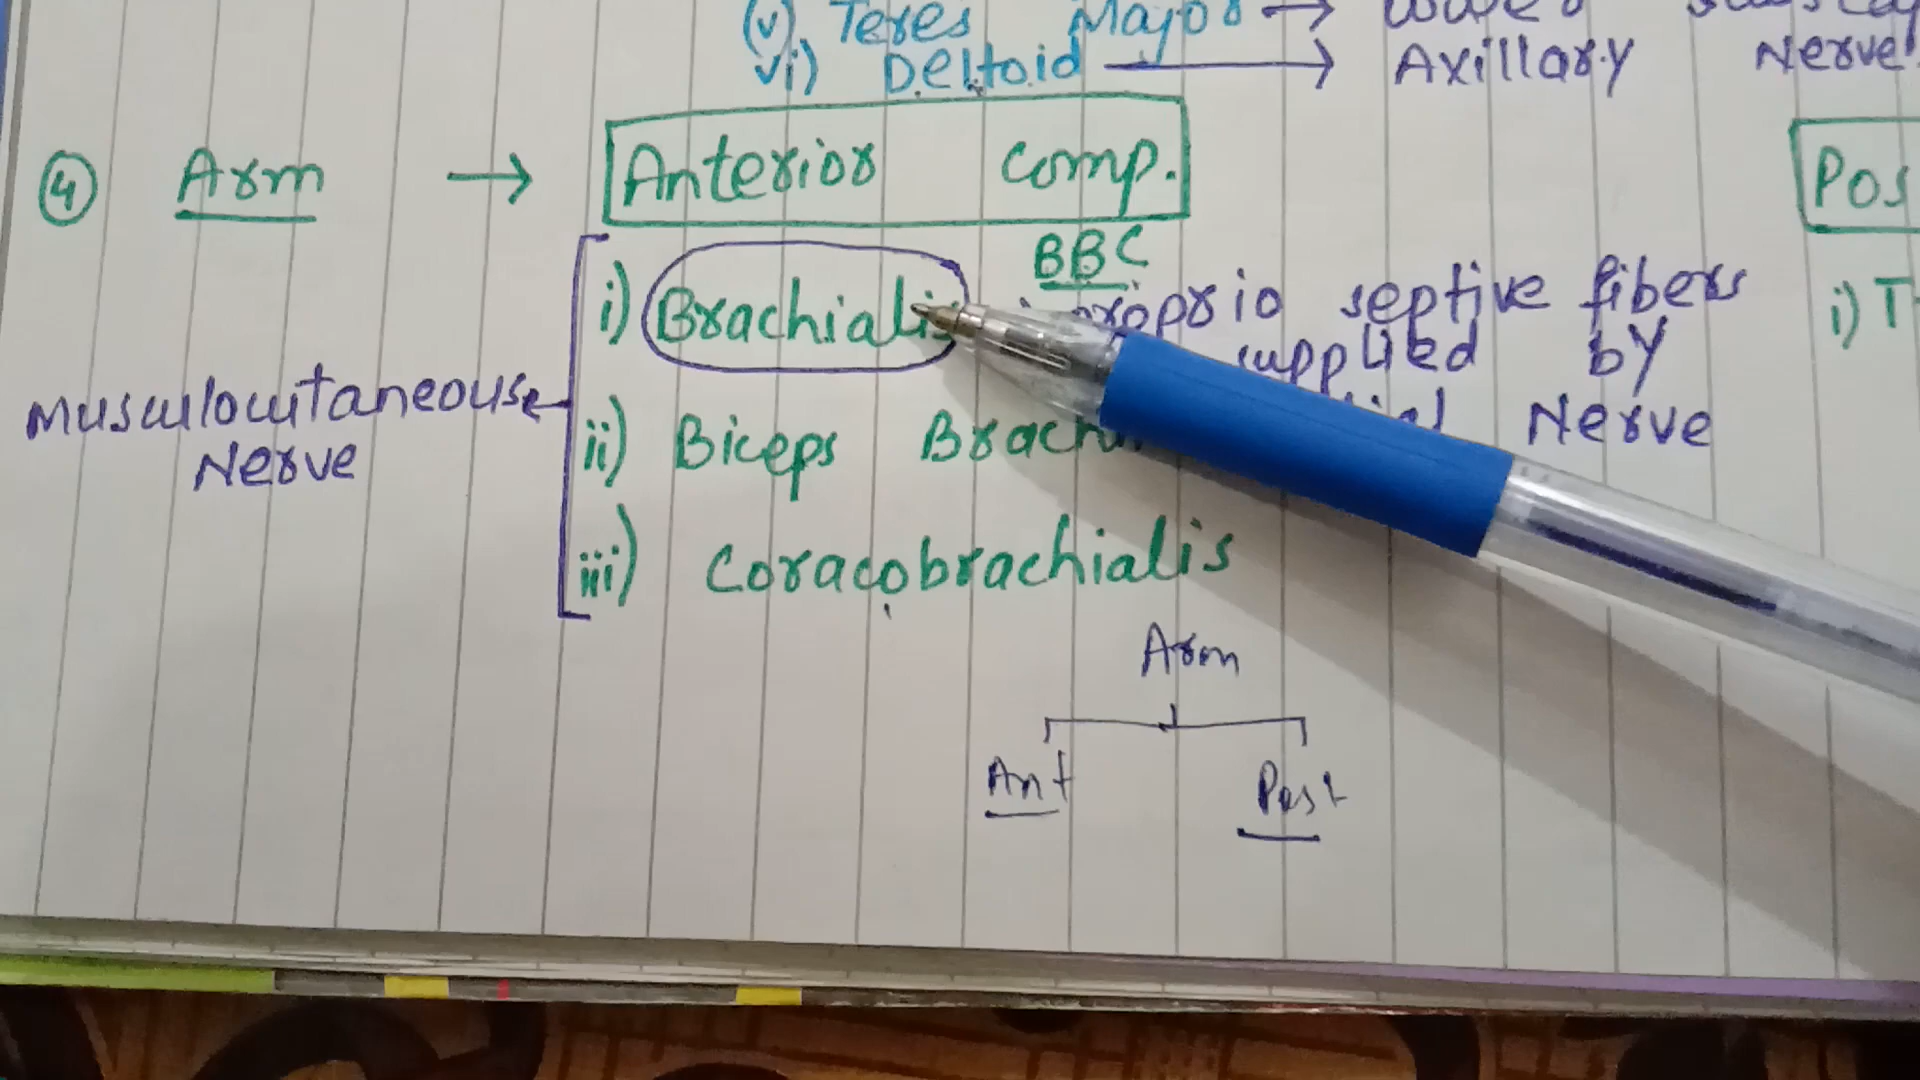 (v) Teres Major →
vi) Deltoid → Axillary Nerve
④ Arm → Anterior comp.
BBC
i) Brachialis proprio septive fibers
supplied by
Nerve
Musculocutaneouse Nerve
ii) Biceps
iii) Coracobrachialis
Arm
Ant Post
Pos
i) T